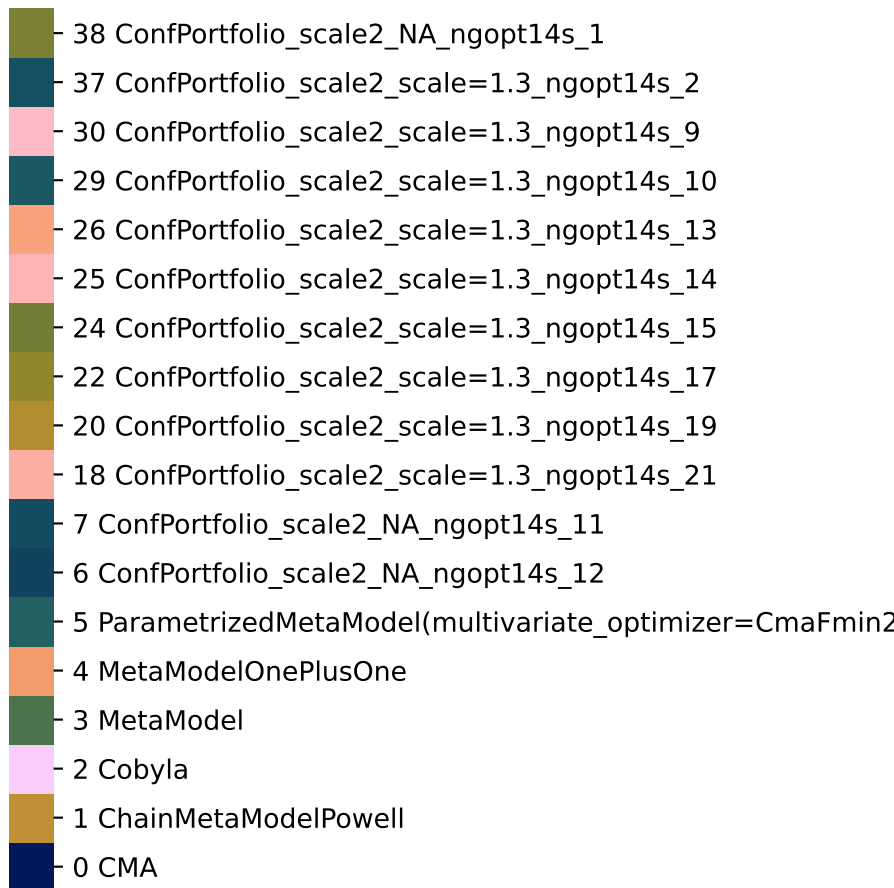 38 ConfPortfolio_scale2_NA_ngopt14s_1
37 ConfPortfolio_scale2_scale=1.3_ngopt14s_2
30 ConfPortfolio_scale2_scale=1.3_ngopt14s_9
29 ConfPortfolio_scale2_scale=1.3_ngopt14s_10
26 ConfPortfolio_scale2_scale=1.3_ngopt14s_13
25 ConfPortfolio_scale2_scale=1.3_ngopt14s_14
24 ConfPortfolio_scale2_scale=1.3_ngopt14s_15
22 ConfPortfolio_scale2_scale=1.3_ngopt14s_17
20 ConfPortfolio_scale2_scale=1.3_ngopt14s_19
18 ConfPortfolio_scale2_scale=1.3_ngopt14s_21
7 ConfPortfolio_scale2_NA_ngopt14s_11
6 ConfPortfolio_scale2_NA_ngopt14s_12
5 ParametrizedMetaModel(multivariate_optimizer=CmaFmin2
4 MetaModelOnePlusOne
3 MetaModel
2 Cobyla
1 ChainMetaModelPowell
0 CMA